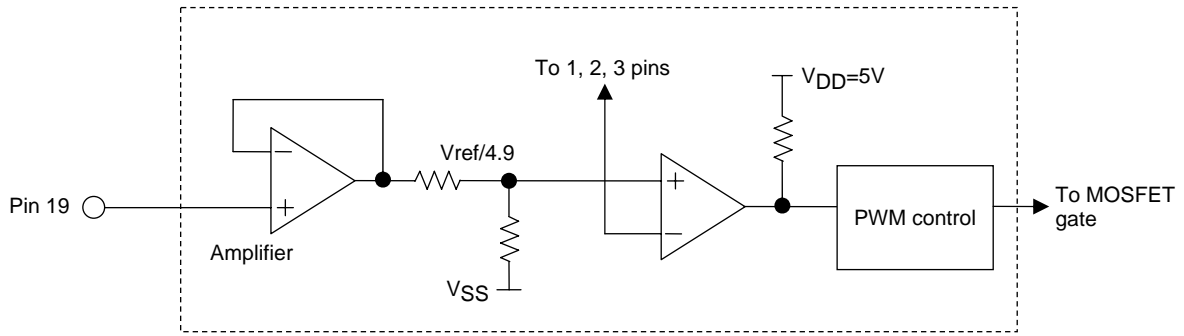 To 1, 2, 3 pins
VDD=5V
Vref/4.9
Pin 19
Amplifier
VSS
PWM control
To MOSFET
gate
−
+
+
−